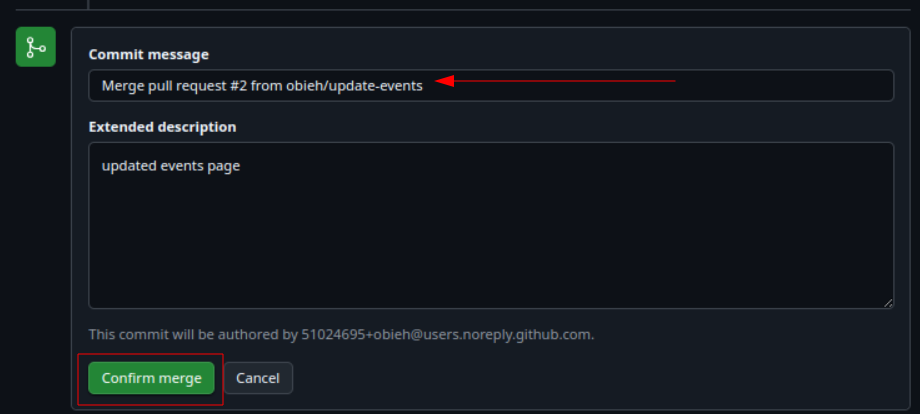 Commit message
Merge pull request #2 from obieh/update-events
Extended description
updated events page
This commit will be authored by 51024695+obieh@users.noreply.github.com.
Confirm merge
Cancel